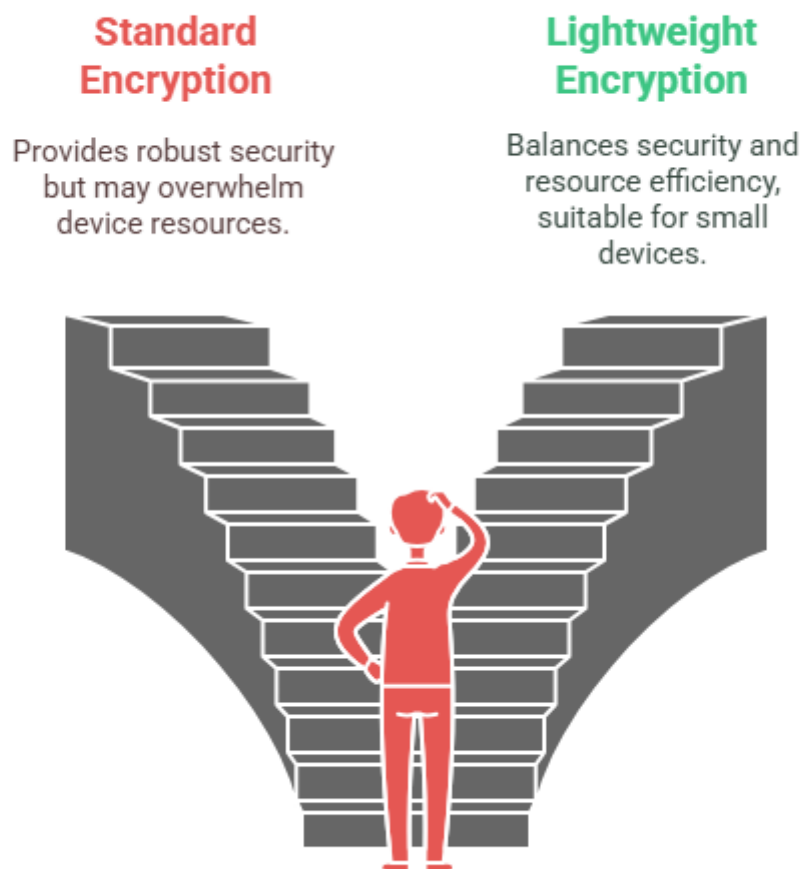 Standard
Encryption
Provides robust security
but may overwhelm
device resources.
Lightweight
Encryption
Balances security and
resource efficiency,
suitable for small
devices.